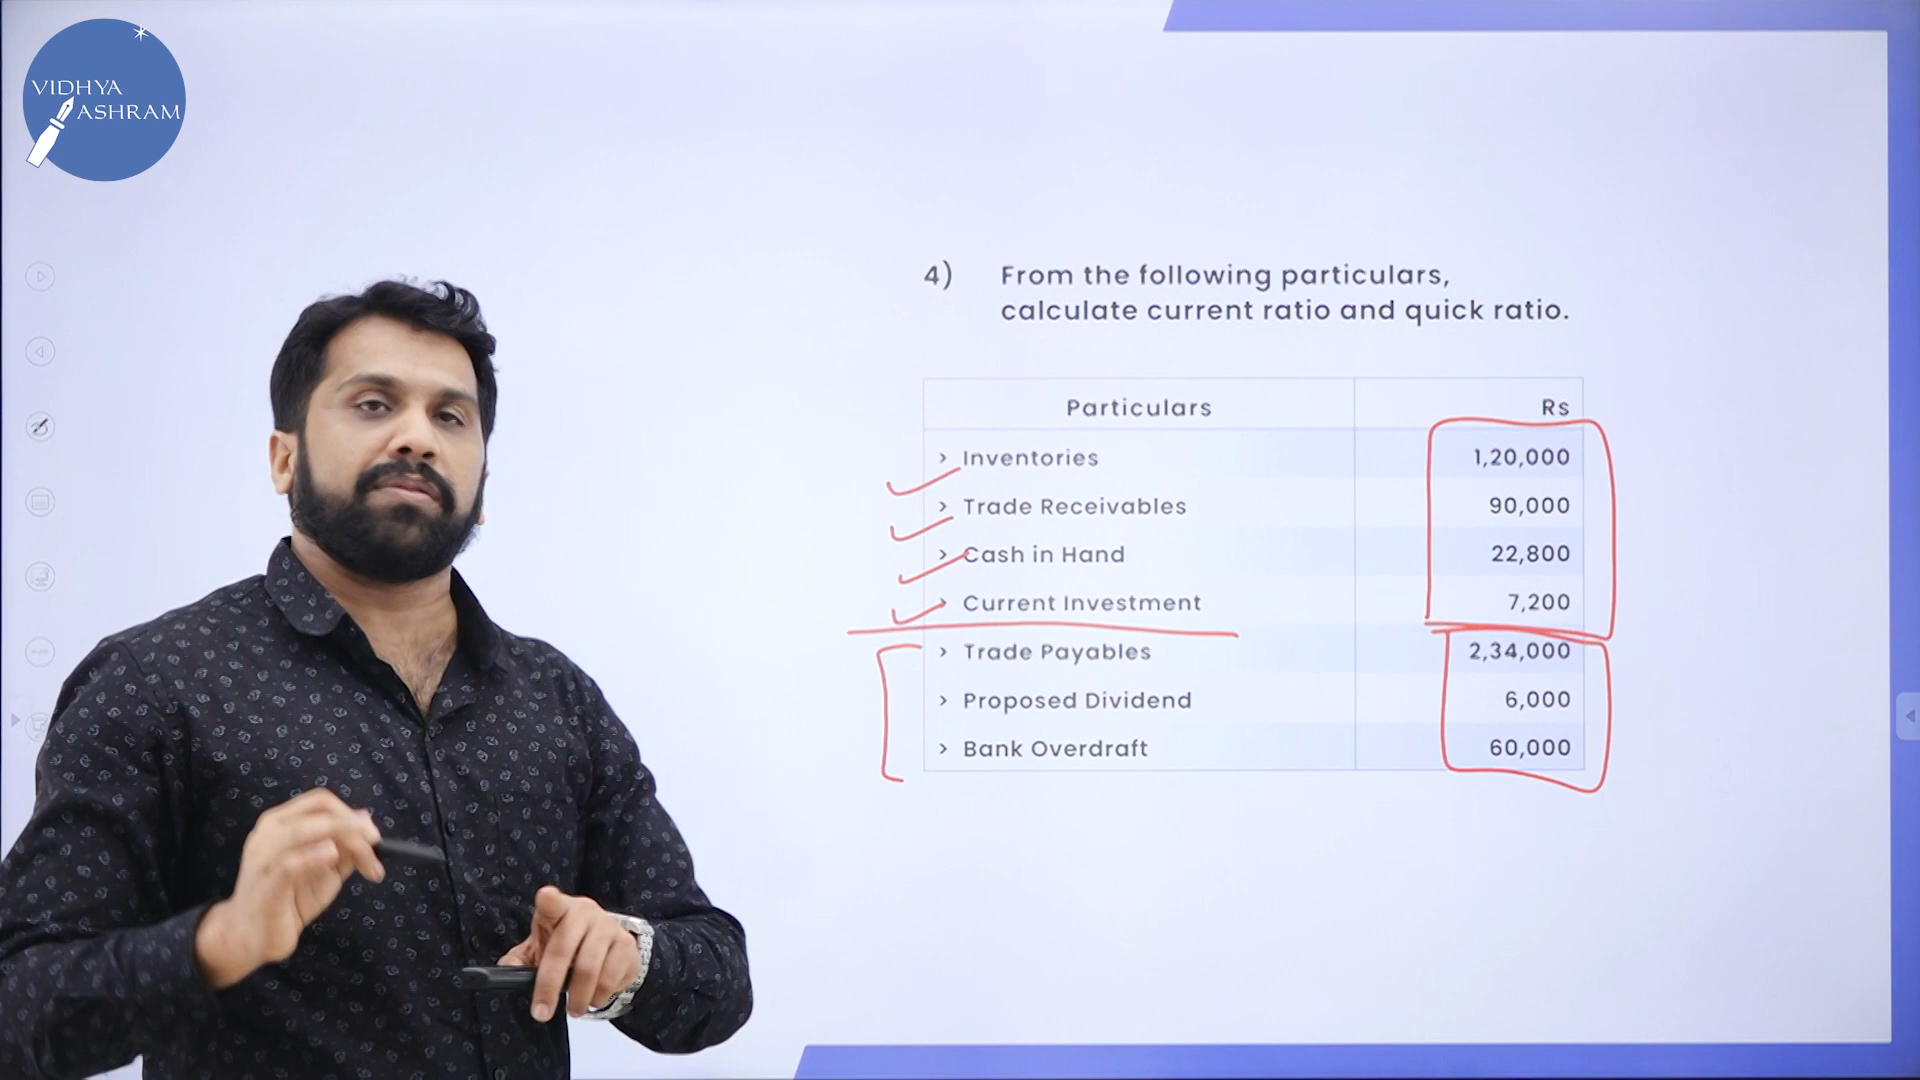 VIDHYA
ASHRAM
4) From the following particulars,
calculate current ratio and quick ratio.
Particulars Rs
› Inventories 1,20,000
› Trade Receivables 90,000
› Cash in Hand 22,800
› Current Investment 7,200
› Trade Payables 2,34,000
› Proposed Dividend 6,000
› Bank Overdraft 60,000